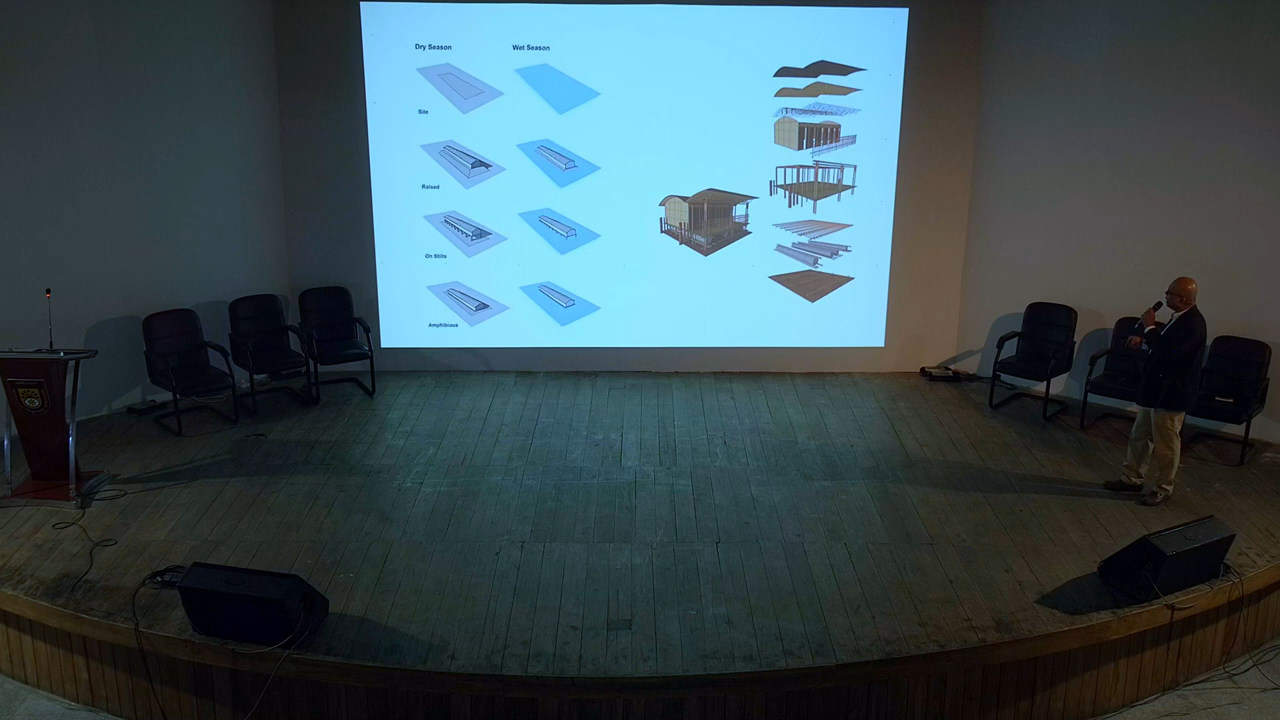 Dry Season
Wet Season
Site
Raised
On Stilts
Amphibious